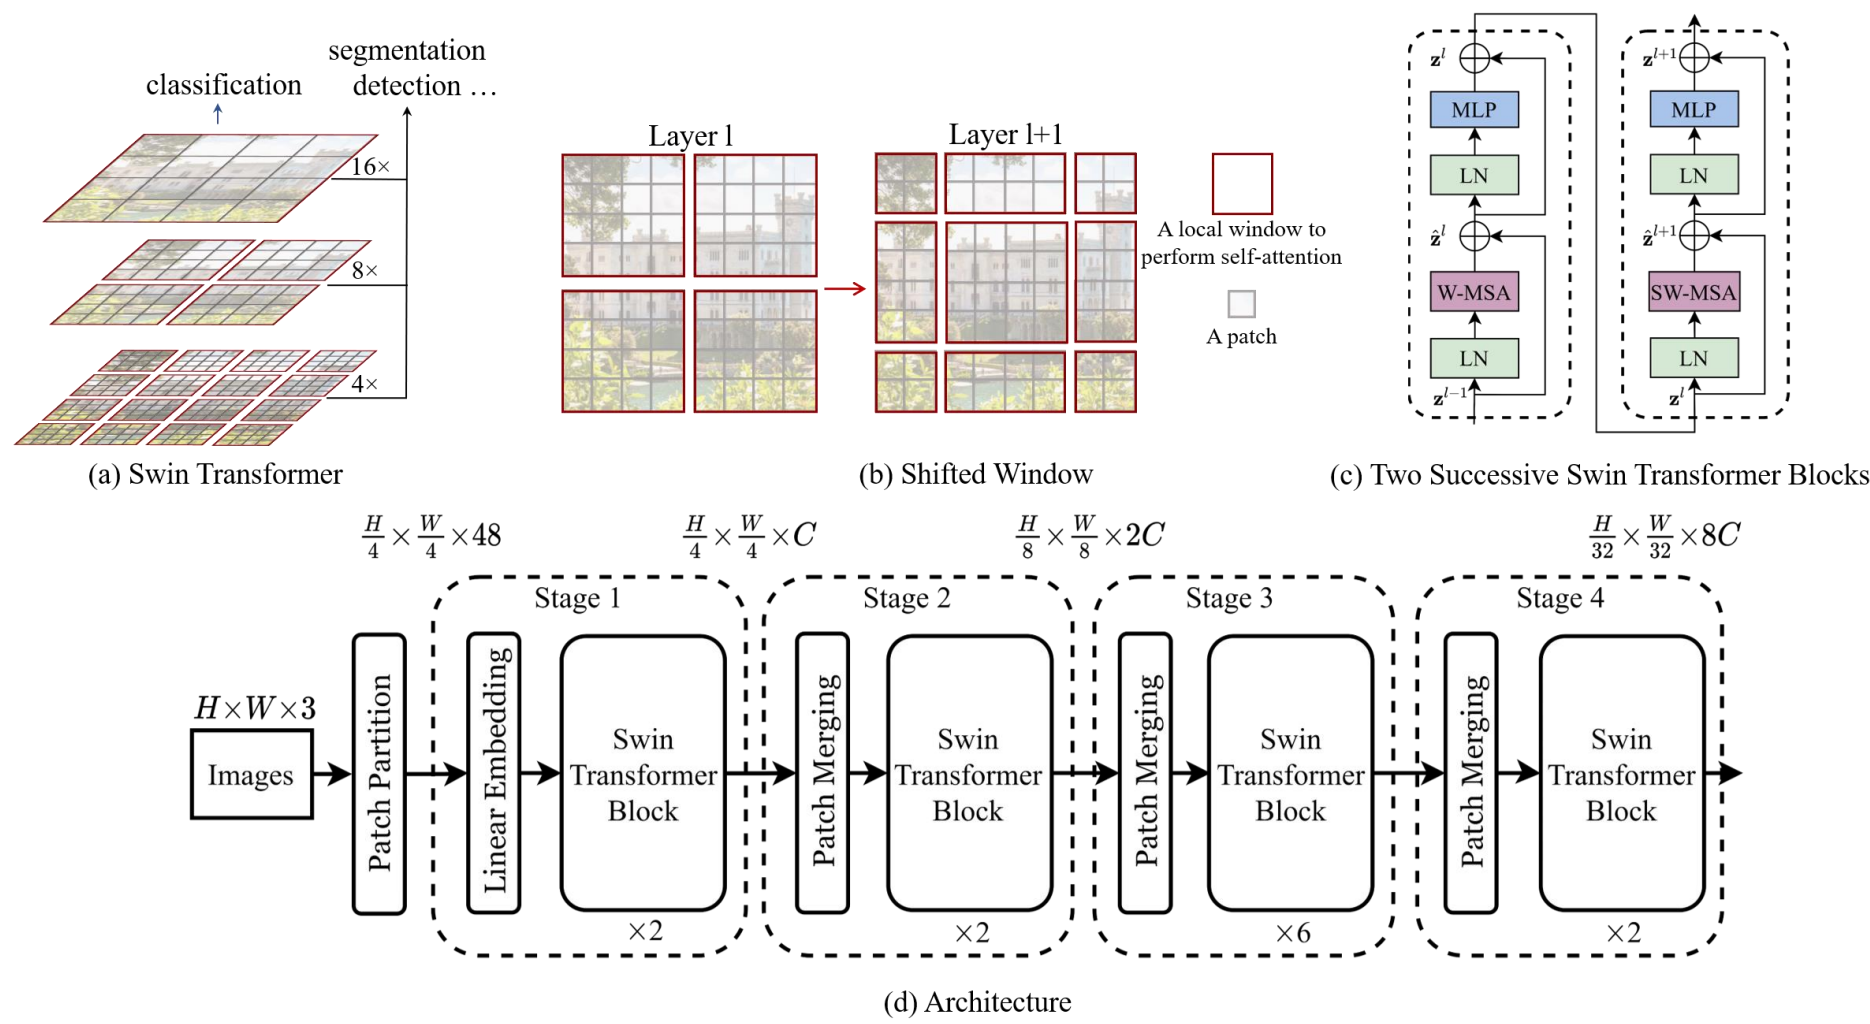 segmentation
detection ...
classification
16×
8×
4×
(a) Swin Transformer
Layer l
Layer l+1
A local window to
perform self-attention
A patch
(b) Shifted Window
z^l
MLP
LN
ẑ^l
W-MSA
LN
z^{l-1}
z^{l+1}
MLP
LN
ẑ^{l+1}
SW-MSA
LN
z^l
(c) Two Successive Swin Transformer Blocks
H/4 × W/4 × 48
H/4 × W/4 × C
H/8 × W/8 × 2C
H/32 × W/32 × 8C
Stage 1
Stage 2
Stage 3
Stage 4
H×W×3
Images
Patch Partition
Linear Embedding
Swin
Transformer
Block
×2
Patch Merging
Swin
Transformer
Block
×2
Patch Merging
Swin
Transformer
Block
×6
Patch Merging
Swin
Transformer
Block
×2
(d) Architecture